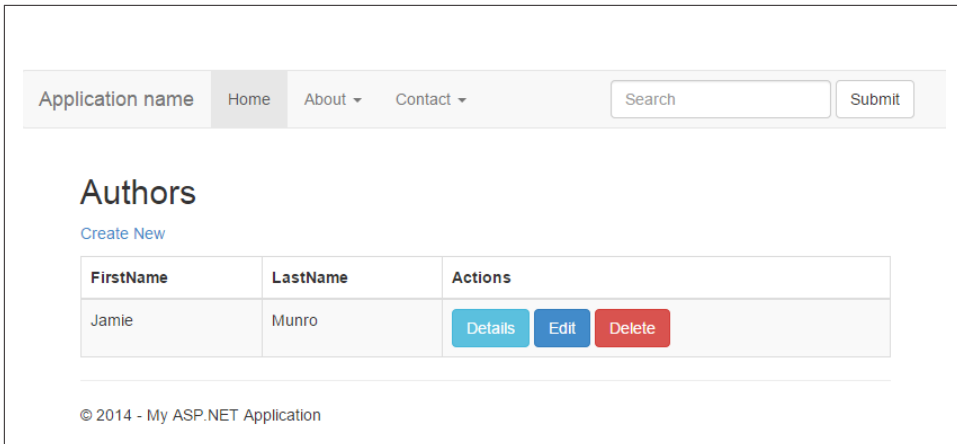 Application name Home About Contact Search Submit
Authors
Create New
FirstName LastName Actions
Jamie Munro Details Edit Delete
© 2014 - My ASP.NET Application